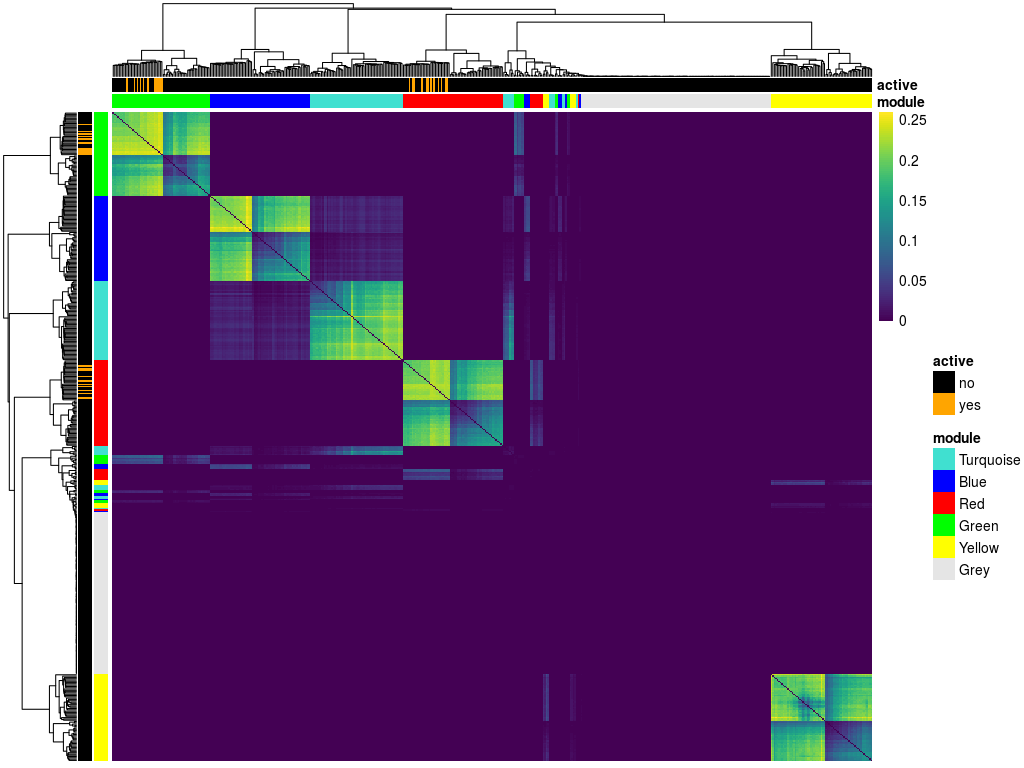 active
module
0.25
0.2
0.15
0.1
0.05
0
active
no
yes
module
Turquoise
Blue
Red
Green
Yellow
Grey